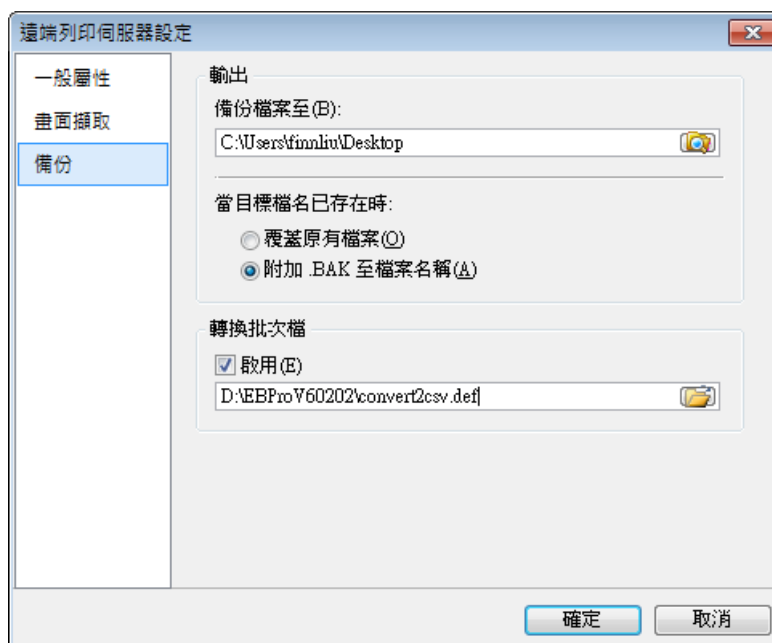 遠端列印伺服器設定
一般屬性
畫面擷取
備份
輸出
備份檔案至(B):
C:\Users\finnliu\Desktop
當目標檔名已存在時:
覆蓋原有檔案(O)
附加 .BAK 至檔案名稱(A)
轉換批次檔
啟用(E)
D:\EBProV60202\convert2csv.def
確定
取消